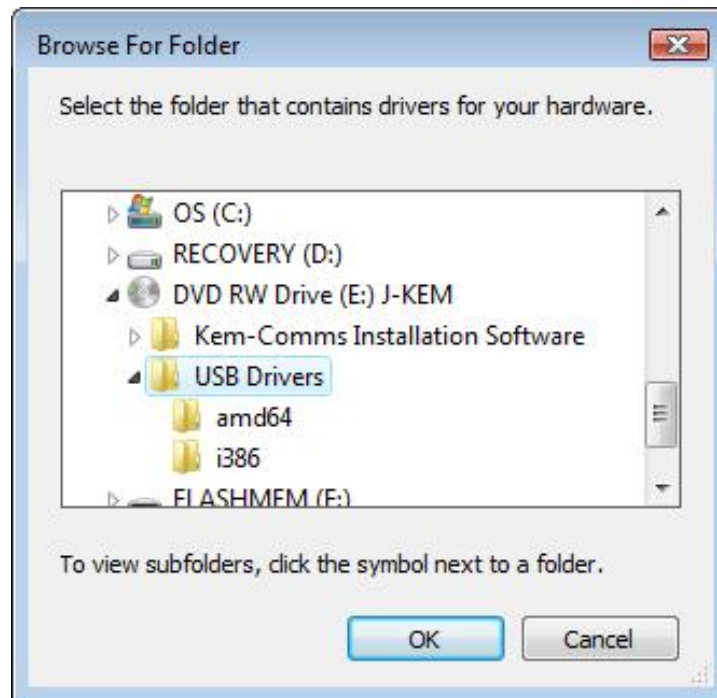 Browse For Folder
Select the folder that contains drivers for your hardware.
OS (C:)
RECOVERY (D:)
DVD RW Drive (E:) J-KEM
Kem-Comms Installation Software
USB Drivers
amd64
i386
FLASHMEM (F:)
To view subfolders, click the symbol next to a folder.
OK Cancel